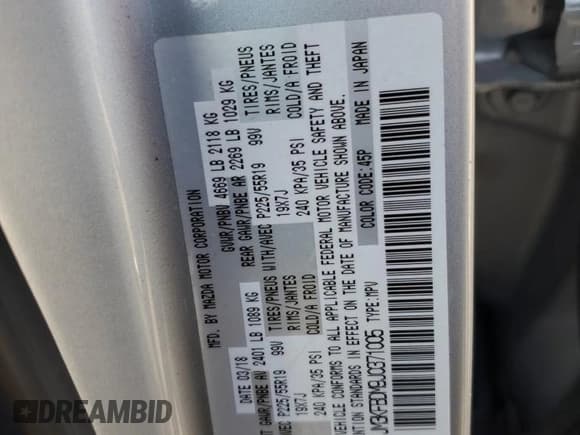 MFD. BY MAZDA MOTOR CORPORATION
DATE 03/18 GVWR/PNBV 4669 LB 2118 KG
T GAWR/PNBE AV 2401 LB 1089 KG REAR GAWR/PNBE AR 2269 LB 1029 KG
TIRES/PNEUS WITH/AVEC P225/55R19 99V TIRES/PNEUS
P225/55R19 99V RIMS/JANTES 19X7J RIMS/JANTES
19X7J COLD/A FROID 240 KPA/35 PSI COLD/A FROID
240 KPA/35 PSI
VEHICLE CONFORMS TO ALL APPLICABLE FEDERAL MOTOR VEHICLE SAFETY AND THEFT
TION STANDARDS IN EFFECT ON THE DATE OF MANUFACTURE SHOWN ABOVE.
JM3KFBDM9J0371005 TYPE: MPV COLOR CODE: 45P MADE IN JAPAN
DREAMBID